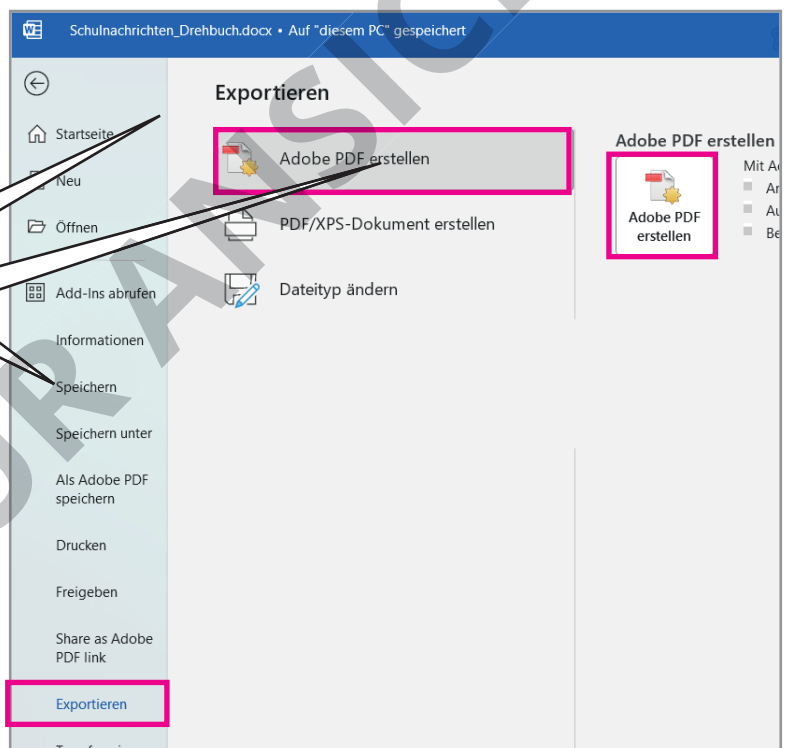 Schulnachrichten_Drehbuch.docx • Auf "diesem PC" gespeichert
Exportieren
Startseite
Neu
Öffnen
Add-Ins abrufen
Informationen
Speichern
Speichern unter
Als Adobe PDF
speichern
Drucken
Freigeben
Share as Adobe
PDF link
Exportieren
Adobe PDF erstellen
PDF/XPS-Dokument erstellen
Dateityp ändern
Adobe PDF erstellen
Adobe PDF
erstellen
Mit
Be